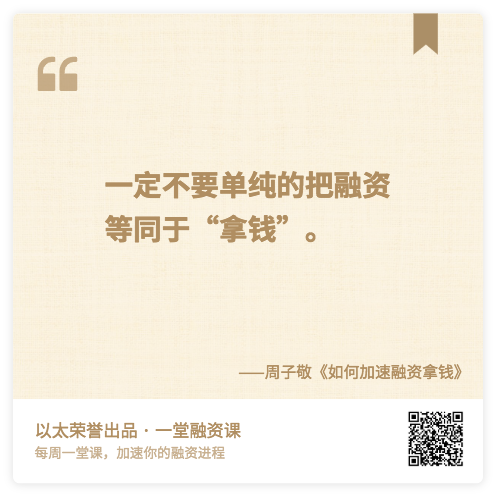 一定不要单纯的把融资
等同于“拿钱”。
——周子敬《如何加速融资拿钱》
以太荣誉出品 · 一堂融资课
每周一堂课，加速你的融资进程